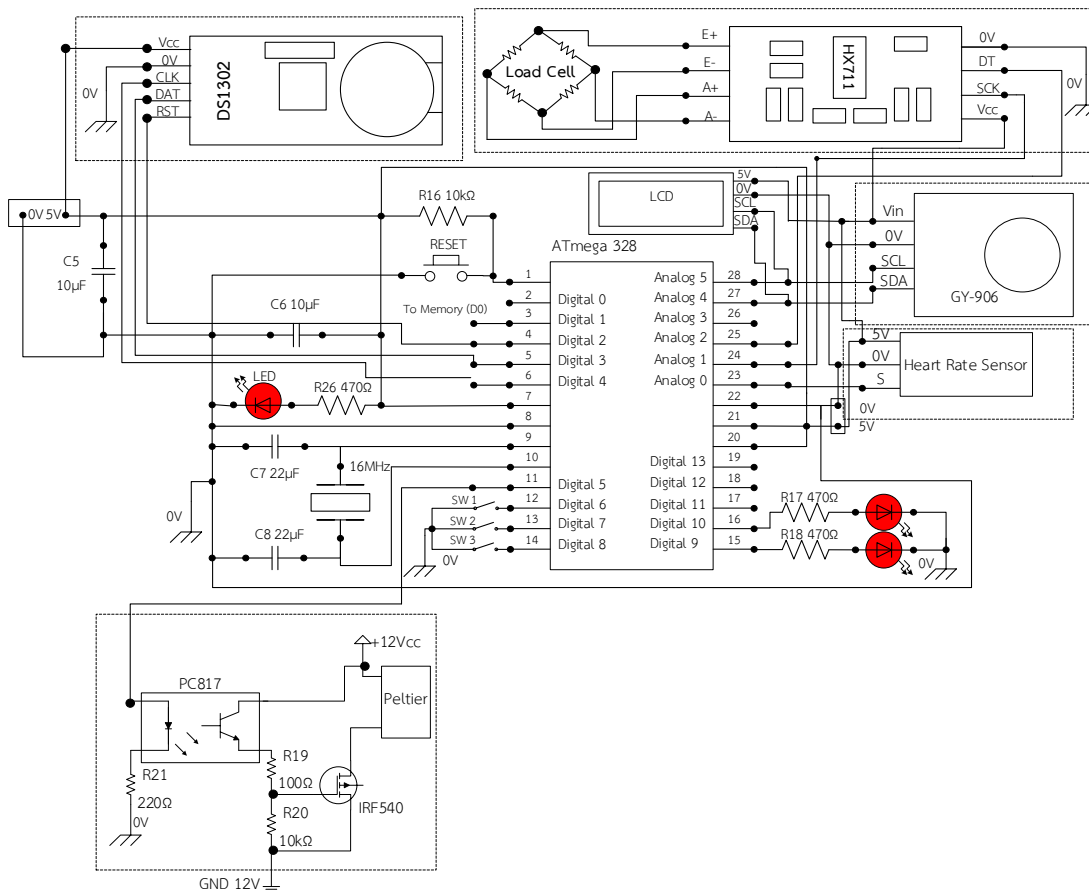 Vcc
0V
CLK
DAT
RST
0V
DS1302
Load Cell
E+
E-
A+
A-
HX711
0V
DT
SCK
Vcc
0V
0V 5V
C5
10µF
R16 10kΩ
RESET
LCD
5V
0V
SCL
SDA
Vin
0V
SCL
SDA
GY-906
ATmega 328
C6 10µF
To Memory (D0)
LED
R26 470Ω
C7 22µF
16MHz
C8 22µF
0V
1
2
3
4
5
6
7
8
9
10
11
12
13
14
Digital 0
Digital 1
Digital 2
Digital 3
Digital 4
Digital 5
Digital 6
Digital 7
Digital 8
Analog 5
Analog 4
Analog 3
Analog 2
Analog 1
Analog 0
Digital 13
Digital 12
Digital 11
Digital 10
Digital 9
28
27
26
25
24
23
22
21
20
19
18
17
16
15
SW 1
SW 2
SW 3
0V
5V
0V
S
Heart Rate Sensor
0V
5V
R17 470Ω
R18 470Ω
0V
+12Vcc
PC817
Peltier
R21
220Ω
0V
R19
100Ω
R20
10kΩ
IRF540
GND 12V